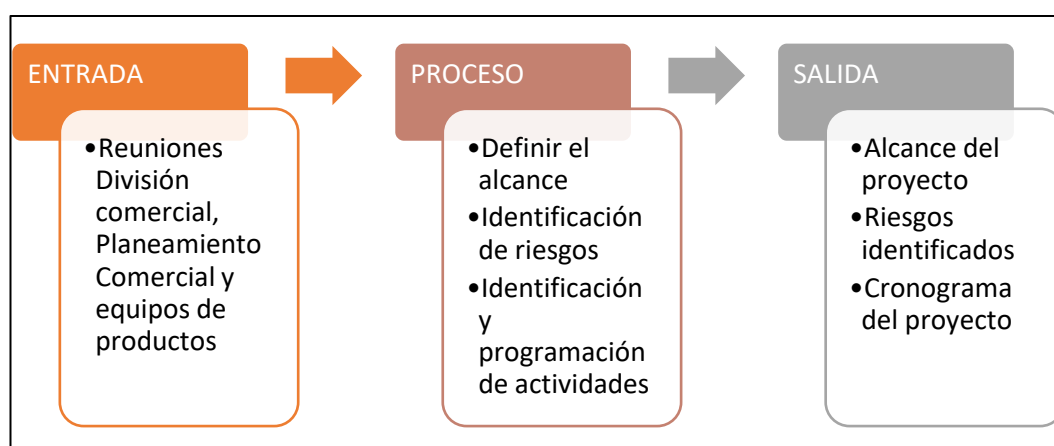 ENTRADA
•Reuniones
División
comercial,
Planeamiento
Comercial y
equipos de
productos
PROCESO
•Definir el
alcance
•Identificación
de riesgos
•Identificación
y
programación
de actividades
SALIDA
•Alcance del
proyecto
•Riesgos
identificados
•Cronograma
del proyecto